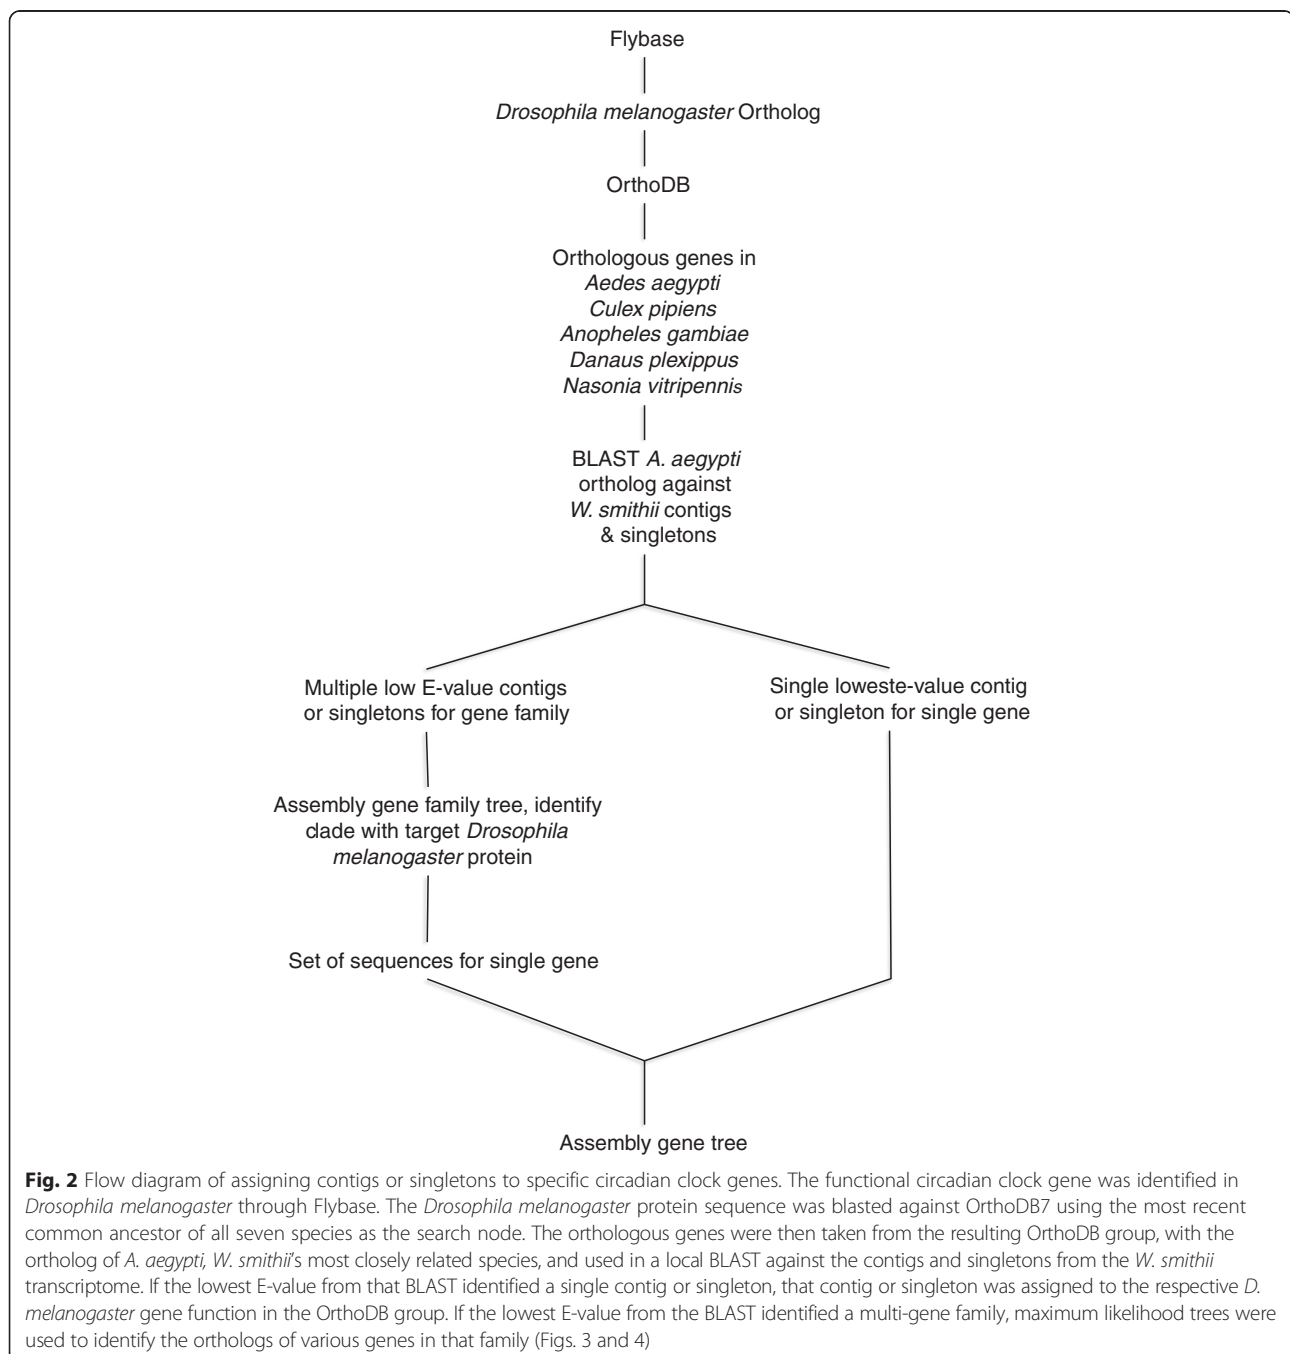 Flybase
Drosophila melanogaster Ortholog
OrthoDB
Orthologous genes in
Aedes aegypti
Culex pipiens
Anopheles gambiae
Danaus plexippus
Nasonia vitripennis
BLAST A. aegypti
ortholog against
W. smithii contigs
& singletons
Multiple low E-value contigs
or singletons for gene family
Single loweste-value contig
or singleton for single gene
Assembly gene family tree, identify
clade with target Drosophila
melanogaster protein
Set of sequences for single gene
Assembly gene tree
Fig. 2 Flow diagram of assigning contigs or singletons to specific circadian clock genes. The functional circadian clock gene was identified in
Drosophila melanogaster through Flybase. The Drosophila melanogaster protein sequence was blasted against OrthoDB7 using the most recent
common ancestor of all seven species as the search node. The orthologous genes were then taken from the resulting OrthoDB group, with the
ortholog of A. aegypti, W. smithii's most closely related species, and used in a local BLAST against the contigs and singletons from the W. smithii
transcriptome. If the lowest E-value from that BLAST identified a single contig or singleton, that contig or singleton was assigned to the respective D.
melanogaster gene function in the OrthoDB group. If the lowest E-value from the BLAST identified a multi-gene family, maximum likelihood trees were
used to identify the orthologs of various genes in that family (Figs. 3 and 4)